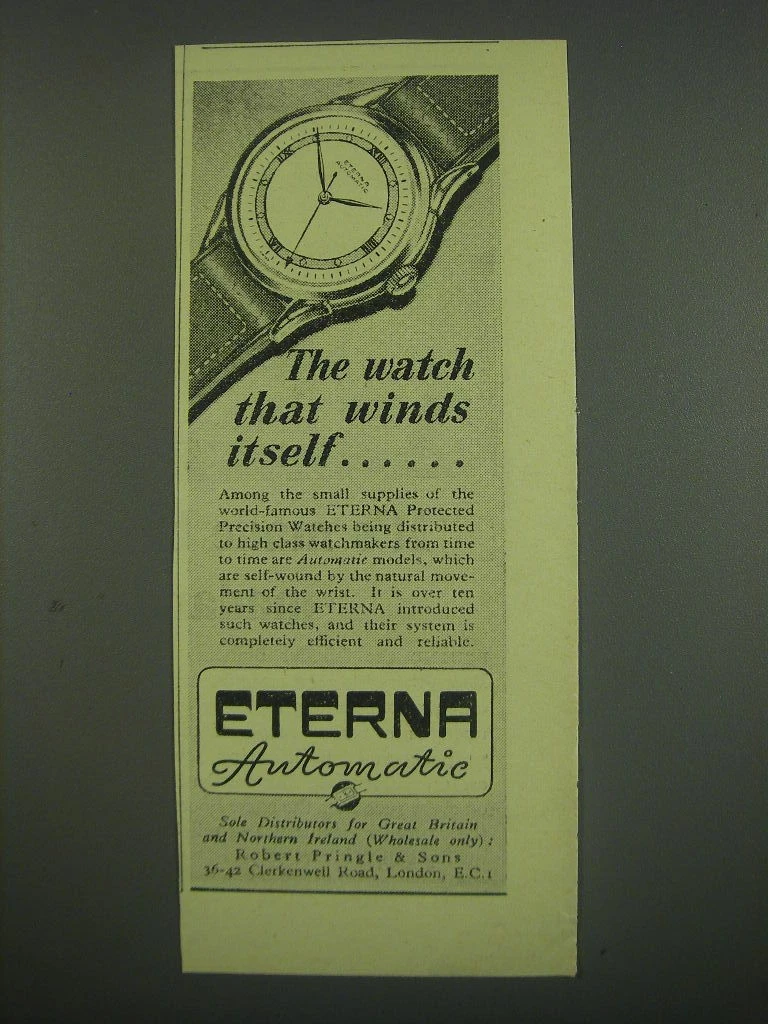 ETERNA
AUTOMATIC
XII
IX
III
The watch
that winds
itself......
Among the small supplies of the
world-famous ETERNA Protected
Precision Watches being distributed
to high class watchmakers from time
to time are Automatic models, which
are self-wound by the natural move-
ment of the wrist. It is over ten
years since ETERNA introduced
such watches, and their system is
completely efficient and reliable.
ETERNA
Automatic
Sole Distributors for Great Britain
and Northern Ireland (Wholesale only) :
Robert Pringle & Sons
36-42 Clerkenwell Road, London, E.C.1